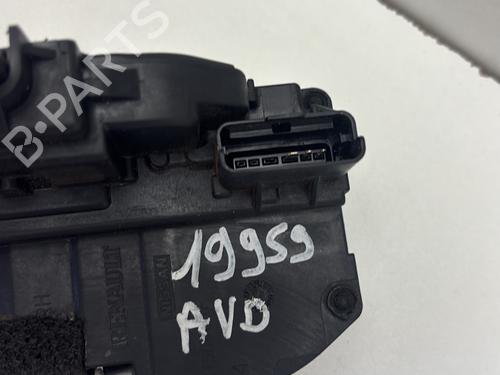 B-PARTS
19959
AVD
RENAULT
NISSAN